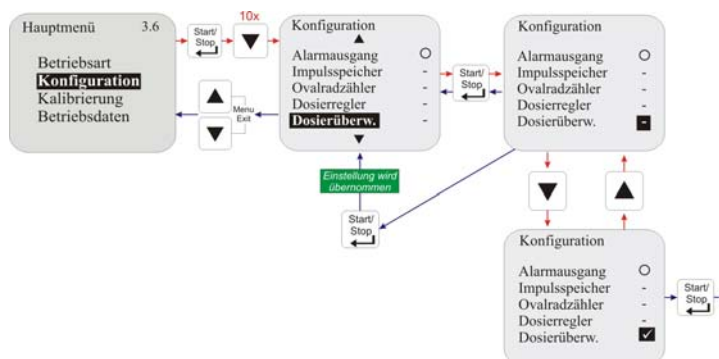 Hauptmenü 3.6
Betriebsart
Konfiguration
Kalibrierung
Betriebsdaten
Start/
Stop
10x
Menu
Exit
Konfiguration
Alarmausgang
Impulsspeicher -
Ovalradzähler -
Dosierregler -
Dosierüberw. -
Start/
Stop
Konfiguration
Alarmausgang
Impulsspeicher -
Ovalradzähler -
Dosierregler -
Dosierüberw. -
Einstellung wird
übernommen
Start/
Stop
Konfiguration
Alarmausgang
Impulsspeicher -
Ovalradzähler -
Dosierregler -
Dosierüberw. ✓
Start/
Stop